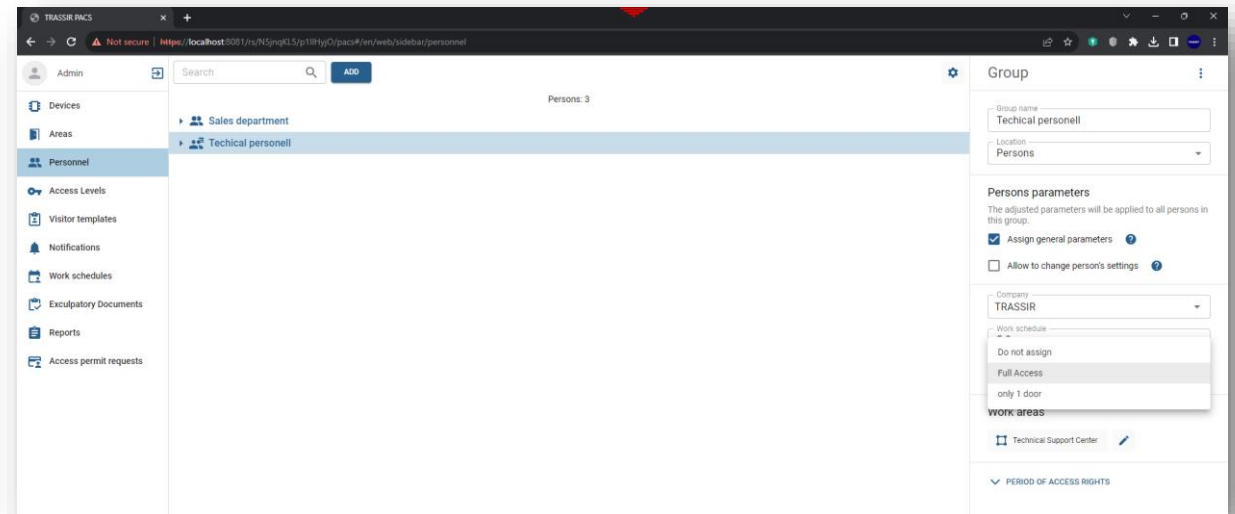 TRASSIR PACS
Not secure | https://localhost:8081/rs/N5jnqKL5/p1IlHyjO/pacs#/en/web/sidebar/personnel
Admin
Search
ADD
Devices
Areas
Personnel
Access Levels
Visitor templates
Notifications
Work schedules
Exculpatory Documents
Reports
Access permit requests
Persons: 3
Sales department
Techical personell
Group
Group name
Techical personell
Location
Persons
Persons parameters
The adjusted parameters will be applied to all persons in
this group.
Assign general parameters
Allow to change person's settings
Company
TRASSIR
Work schedule
Do not assign
Full Access
only 1 door
Work areas
Technical Support Center
PERIOD OF ACCESS RIGHTS